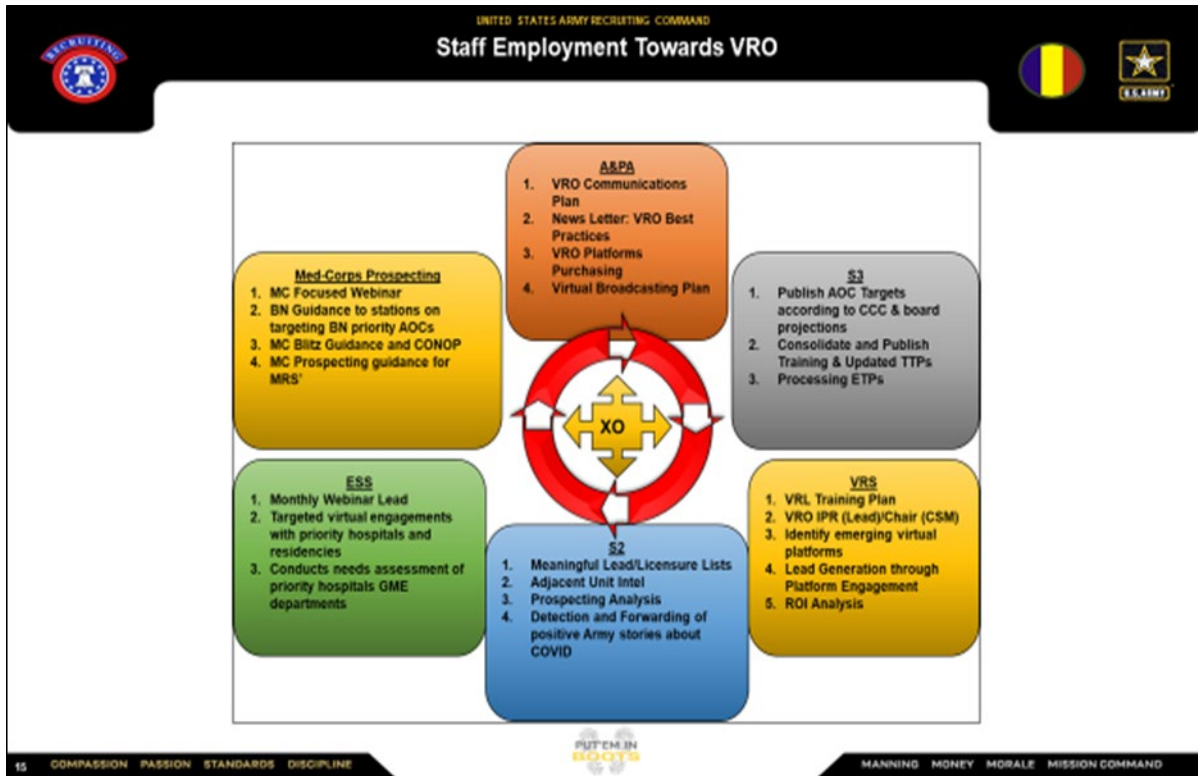 UNITED STATES ARMY RECRUITING COMMAND
Staff Employment Towards VRO
RECRUITING
U.S. ARMY
A&PA
1. VRO Communications
Plan
2. News Letter: VRO Best
Practices
3. VRO Platforms
Purchasing
4. Virtual Broadcasting Plan
Med-Corps Prospecting
1. MC Focused Webinar
2. BN Guidance to stations on
targeting BN priority AOCs
3. MC Blitz Guidance and CONOP
4. MC Prospecting guidance for
MRS'
S3
1. Publish AOC Targets
according to CCC & board
projections
2. Consolidate and Publish
Training & Updated TTPs
3. Processing ETPs
XO
ESS
1. Monthly Webinar Lead
2. Targeted virtual engagements
with priority hospitals and
residencies
3. Conducts needs assessment of
priority hospitals GME
departments
S2
1. Meaningful Lead/Licensure Lists
2. Adjacent Unit Intel
3. Prospecting Analysis
4. Detection and Forwarding of
positive Army stories about
COVID
VRS
1. VRL Training Plan
2. VRO IPR (Lead)/Chair (CSM)
3. Identify emerging virtual
platforms
4. Lead Generation through
Platform Engagement
5. ROI Analysis
15 COMPASSION PASSION STANDARDS DISCIPLINE
PUT'EM IN
BOOTS
MANNING MONEY MORALE MISSION COMMAND